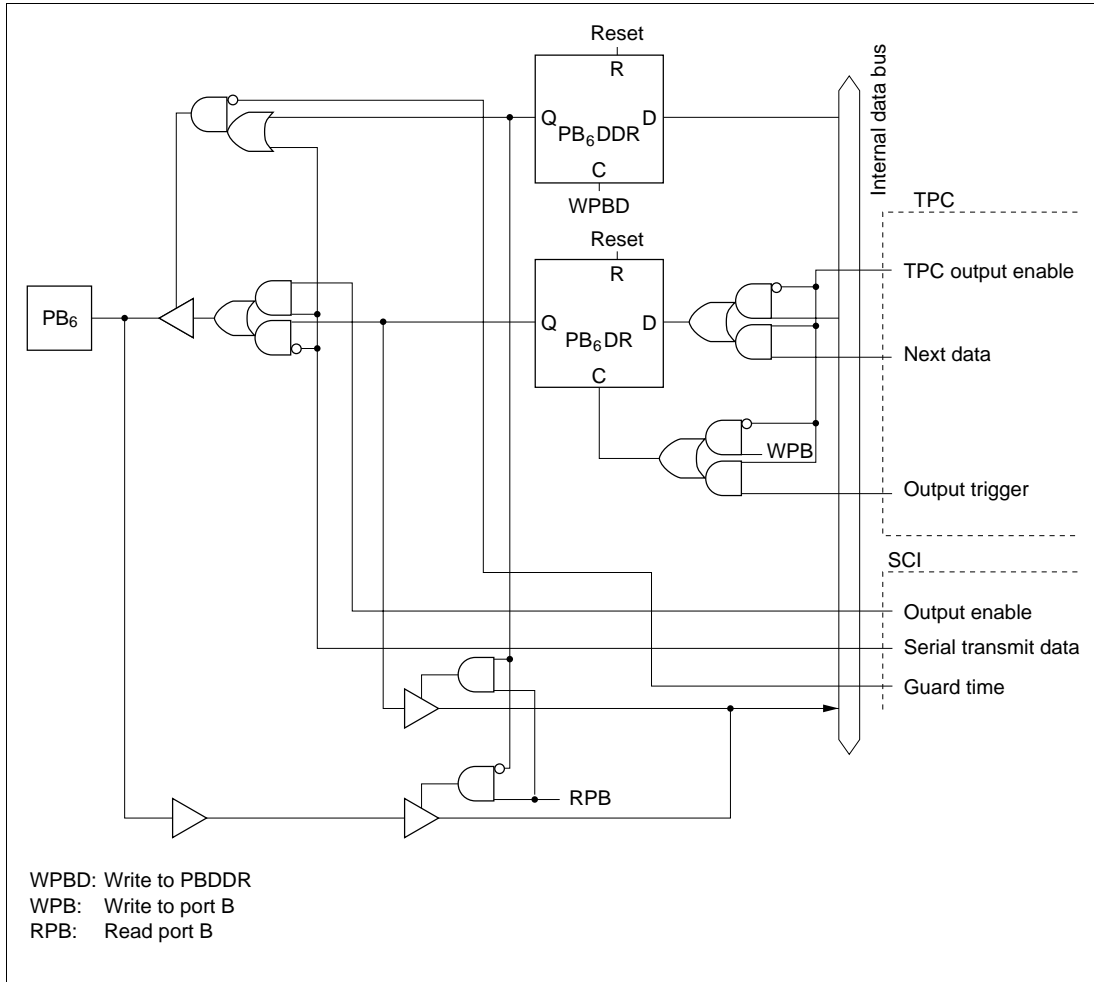 Reset
R
Q
D
PB6DDR
C
WPBD
Internal data bus
TPC
Reset
R
TPC output enable
PB6
Q
D
PB6DR
C
Next data
WPB
Output trigger
SCI
Output enable
Serial transmit data
Guard time
RPB
WPBD: Write to PBDDR
WPB: Write to port B
RPB: Read port B